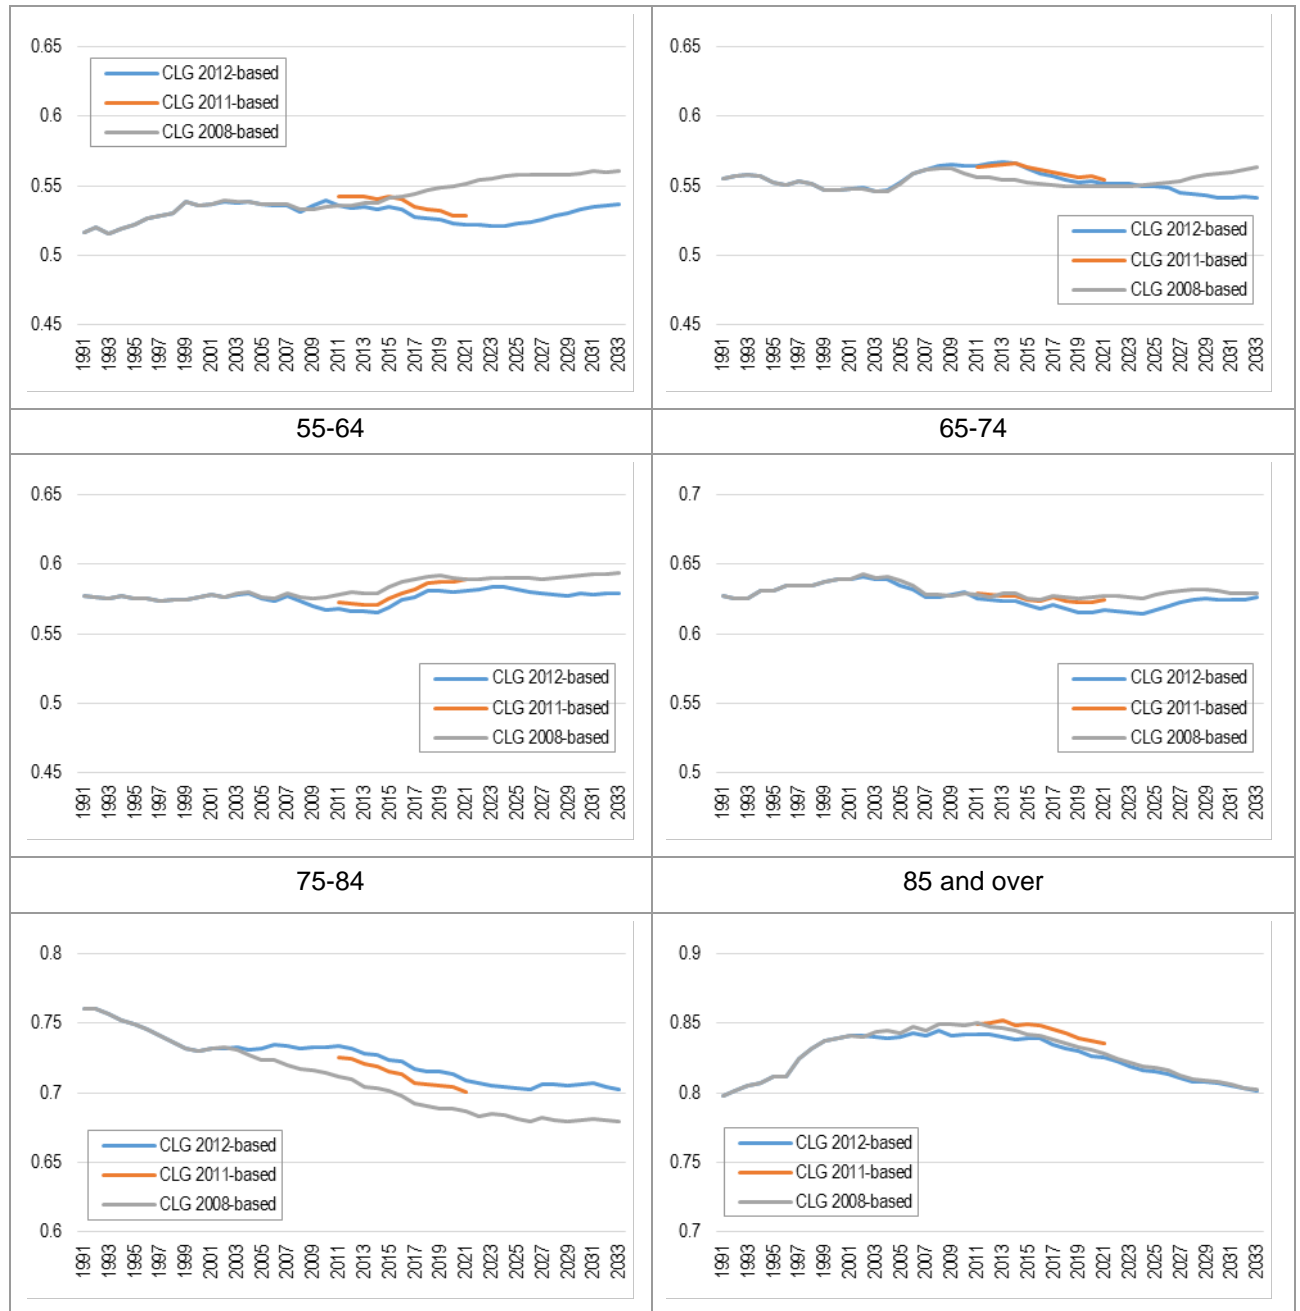 0.65
0.6
0.55
0.5
0.45
CLG 2012-based
CLG 2011-based
CLG 2008-based
1991 1993 1995 1997 1999 2001 2003 2005 2007 2009 2011 2013 2015 2017 2019 2021 2023 2025 2027 2029 2031 2033
0.65
0.6
0.55
0.5
0.45
CLG 2012-based
CLG 2011-based
CLG 2008-based
1991 1993 1995 1997 1999 2001 2003 2005 2007 2009 2011 2013 2015 2017 2019 2021 2023 2025 2027 2029 2031 2033
55-64
65-74
0.65
0.6
0.55
0.5
0.45
CLG 2012-based
CLG 2011-based
CLG 2008-based
1991 1993 1995 1997 1999 2001 2003 2005 2007 2009 2011 2013 2015 2017 2019 2021 2023 2025 2027 2029 2031 2033
0.7
0.65
0.6
0.55
0.5
CLG 2012-based
CLG 2011-based
CLG 2008-based
1991 1993 1995 1997 1999 2001 2003 2005 2007 2009 2011 2013 2015 2017 2019 2021 2023 2025 2027 2029 2031 2033
75-84
85 and over
0.8
0.75
0.7
0.65
0.6
CLG 2012-based
CLG 2011-based
CLG 2008-based
1991 1993 1995 1997 1999 2001 2003 2005 2007 2009 2011 2013 2015 2017 2019 2021 2023 2025 2027 2029 2031 2033
0.9
0.85
0.8
0.75
0.7
CLG 2012-based
CLG 2011-based
CLG 2008-based
1991 1993 1995 1997 1999 2001 2003 2005 2007 2009 2011 2013 2015 2017 2019 2021 2023 2025 2027 2029 2031 2033